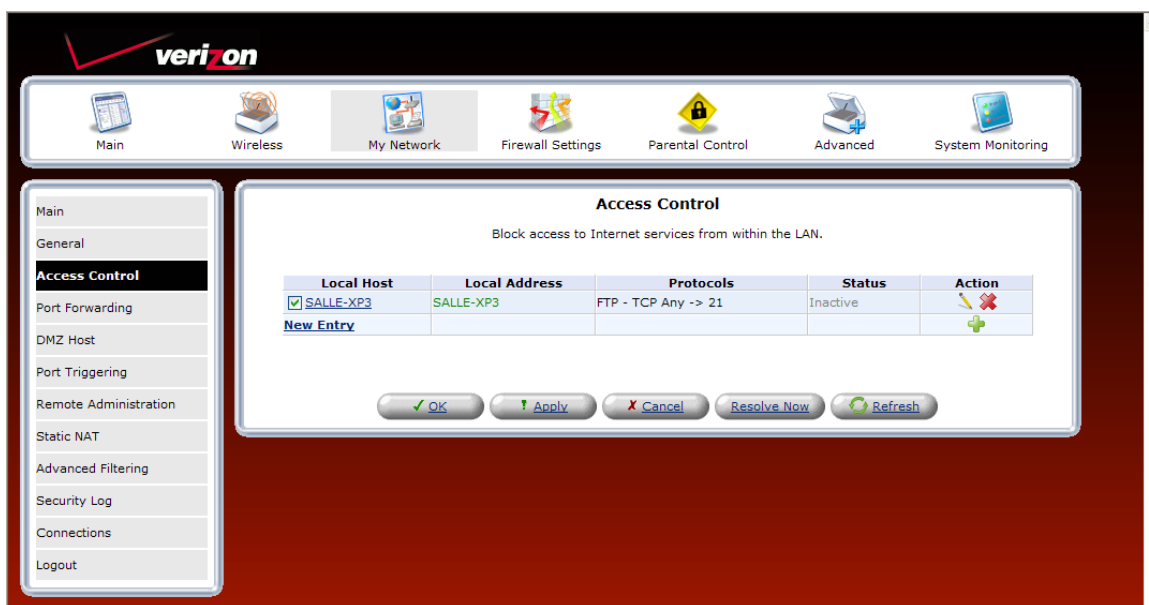 verizon
Main
Wireless
My Network
Firewall Settings
Parental Control
Advanced
System Monitoring
Main
General
Access Control
Port Forwarding
DMZ Host
Port Triggering
Remote Administration
Static NAT
Advanced Filtering
Security Log
Connections
Logout
Access Control
Block access to Internet services from within the LAN.
Local Host Local Address Protocols Status Action
SALLE-XP3 SALLE-XP3 FTP - TCP Any -> 21 Inactive
New Entry
OK Apply Cancel Resolve Now Refresh